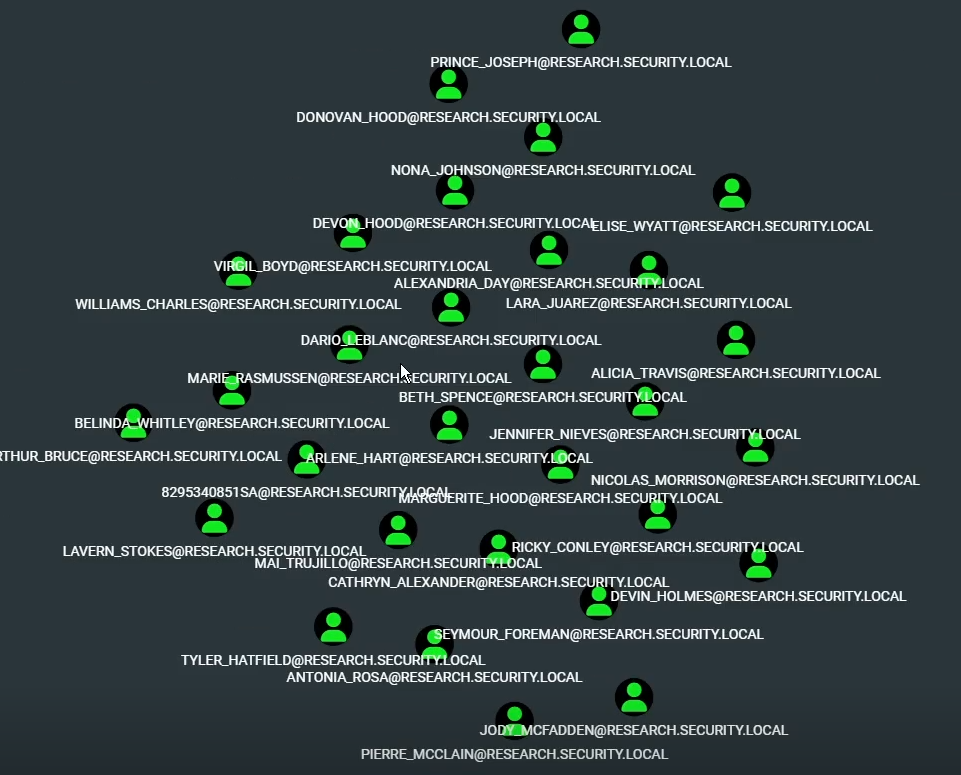 PRINCE_JOSEPH@RESEARCH.SECURITY.LOCAL
DONOVAN_HOOD@RESEARCH.SECURITY.LOCAL
NONA_JOHNSON@RESEARCH.SECURITY.LOCAL
DEVON_HOOD@RESEARCH.SECURITY.LOCAL
ELISE_WYATT@RESEARCH.SECURITY.LOCAL
VIRGIL_BOYD@RESEARCH.SECURITY.LOCAL
ALEXANDRIA_DAY@RESEARCH.SECURITY.LOCAL
WILLIAMS_CHARLES@RESEARCH.SECURITY.LOCAL
LARA_JUAREZ@RESEARCH.SECURITY.LOCAL
DARIO_LEBLANC@RESEARCH.SECURITY.LOCAL
ALICIA_TRAVIS@RESEARCH.SECURITY.LOCAL
MARIE_RASMUSSEN@RESEARCH.SECURITY.LOCAL
BETH_SPENCE@RESEARCH.SECURITY.LOCAL
BELINDA_WHITLEY@RESEARCH.SECURITY.LOCAL
JENNIFER_NIEVES@RESEARCH.SECURITY.LOCAL
RTHUR_BRUCE@RESEARCH.SECURITY.LOCAL
ARLENE_HART@RESEARCH.SECURITY.LOCAL
NICOLAS_MORRISON@RESEARCH.SECURITY.LOCAL
8295340851SA@RESEARCH.SECURITY.LOCAL
MARGUERITE_HOOD@RESEARCH.SECURITY.LOCAL
RICKY_CONLEY@RESEARCH.SECURITY.LOCAL
LAVERN_STOKES@RESEARCH.SECURITY.LOCAL
MAI_TRUJILLO@RESEARCH.SECURITY.LOCAL
CATHRYN_ALEXANDER@RESEARCH.SECURITY.LOCAL
DEVIN_HOLMES@RESEARCH.SECURITY.LOCAL
SEYMOUR_FOREMAN@RESEARCH.SECURITY.LOCAL
TYLER_HATFIELD@RESEARCH.SECURITY.LOCAL
ANTONIA_ROSA@RESEARCH.SECURITY.LOCAL
JODY_MCFADDEN@RESEARCH.SECURITY.LOCAL
PIERRE_MCCLAIN@RESEARCH.SECURITY.LOCAL